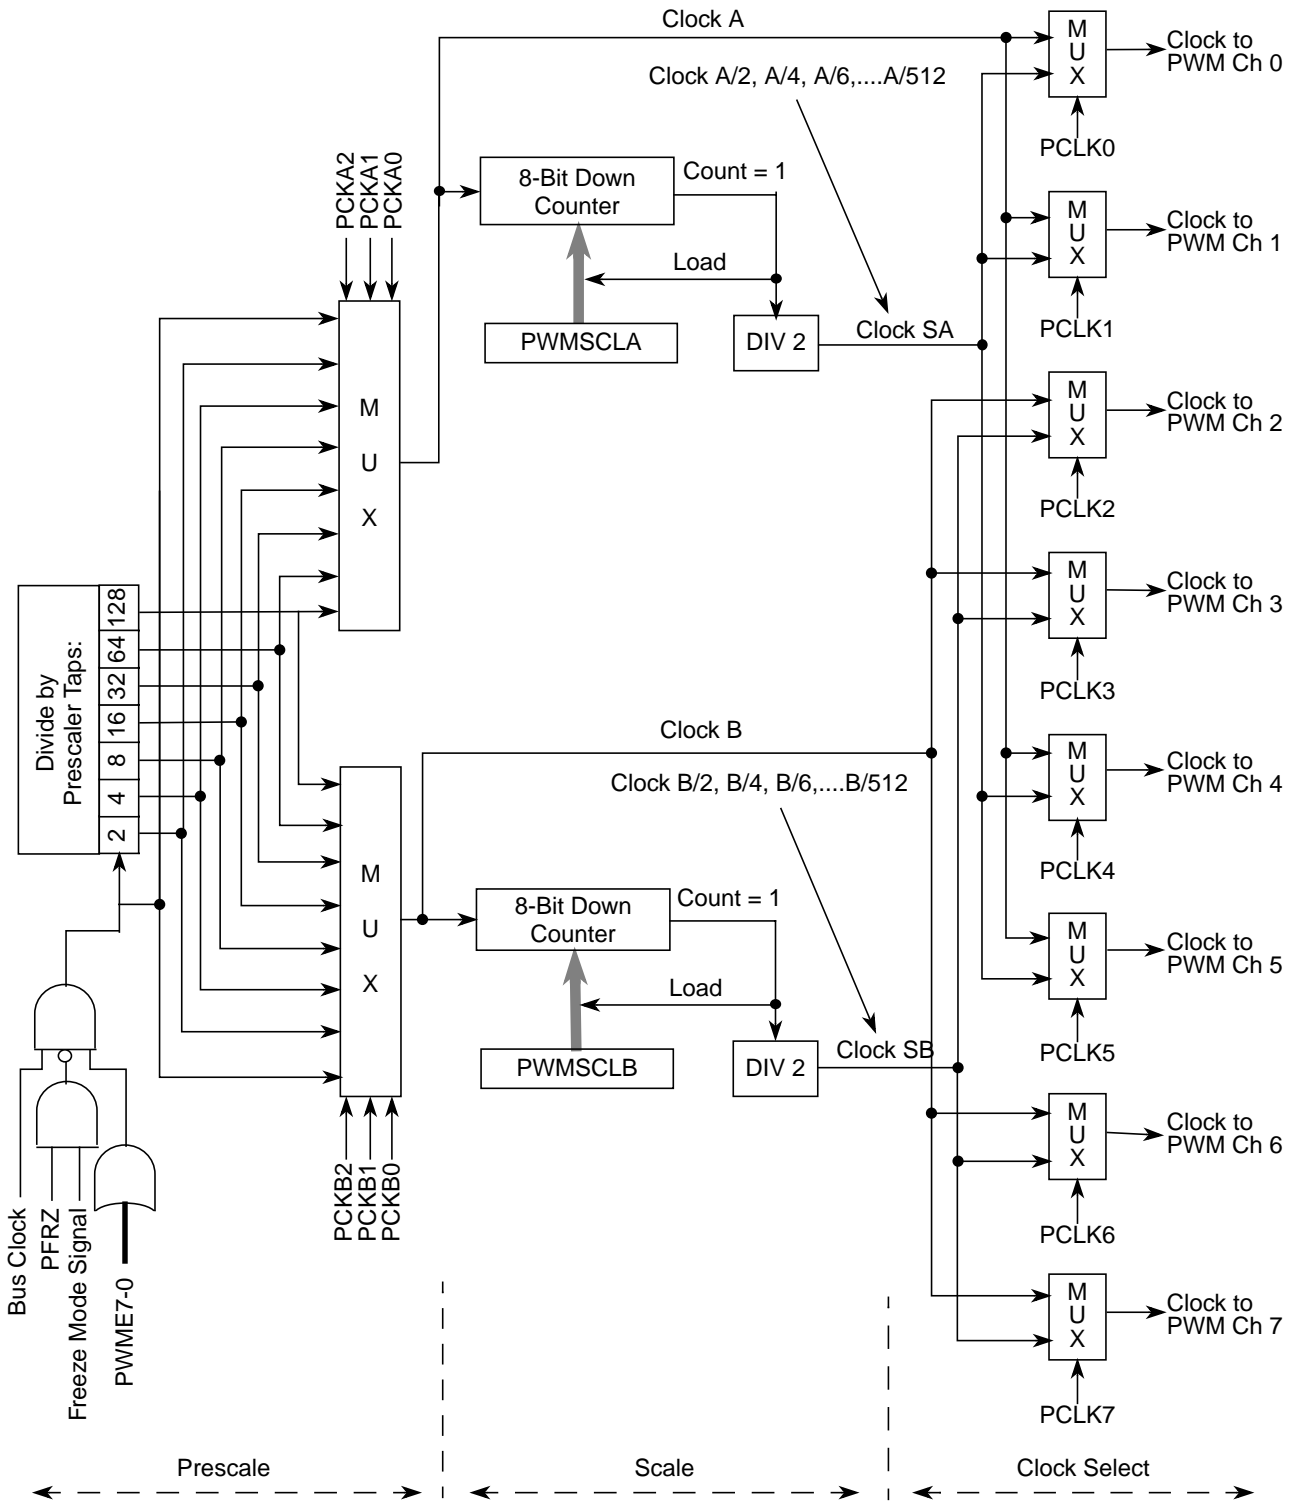 Clock A
Clock A/2, A/4, A/6,....A/512
M
U
X
Clock to
PWM Ch 0
PCLK0
PCKA2
PCKA1
PCKA0
8-Bit Down
Counter
Count = 1
Load
PWMSCLA
DIV 2
Clock SA
M
U
X
Clock to
PWM Ch 1
PCLK1
M
U
X
M
U
X
Clock to
PWM Ch 2
PCLK2
M
U
X
Clock to
PWM Ch 3
PCLK3
Divide by
Prescaler Taps:
128
64
32
16
8
4
2
Clock B
Clock B/2, B/4, B/6,....B/512
M
U
X
Clock to
PWM Ch 4
PCLK4
M
U
X
8-Bit Down
Counter
Count = 1
Load
PWMSCLB
DIV 2
Clock SB
M
U
X
Clock to
PWM Ch 5
PCLK5
M
U
X
Clock to
PWM Ch 6
PCLK6
PCKB2
PCKB1
PCKB0
Bus Clock
PFRZ
Freeze Mode Signal
PWME7-0
M
U
X
Clock to
PWM Ch 7
PCLK7
Prescale
Scale
Clock Select